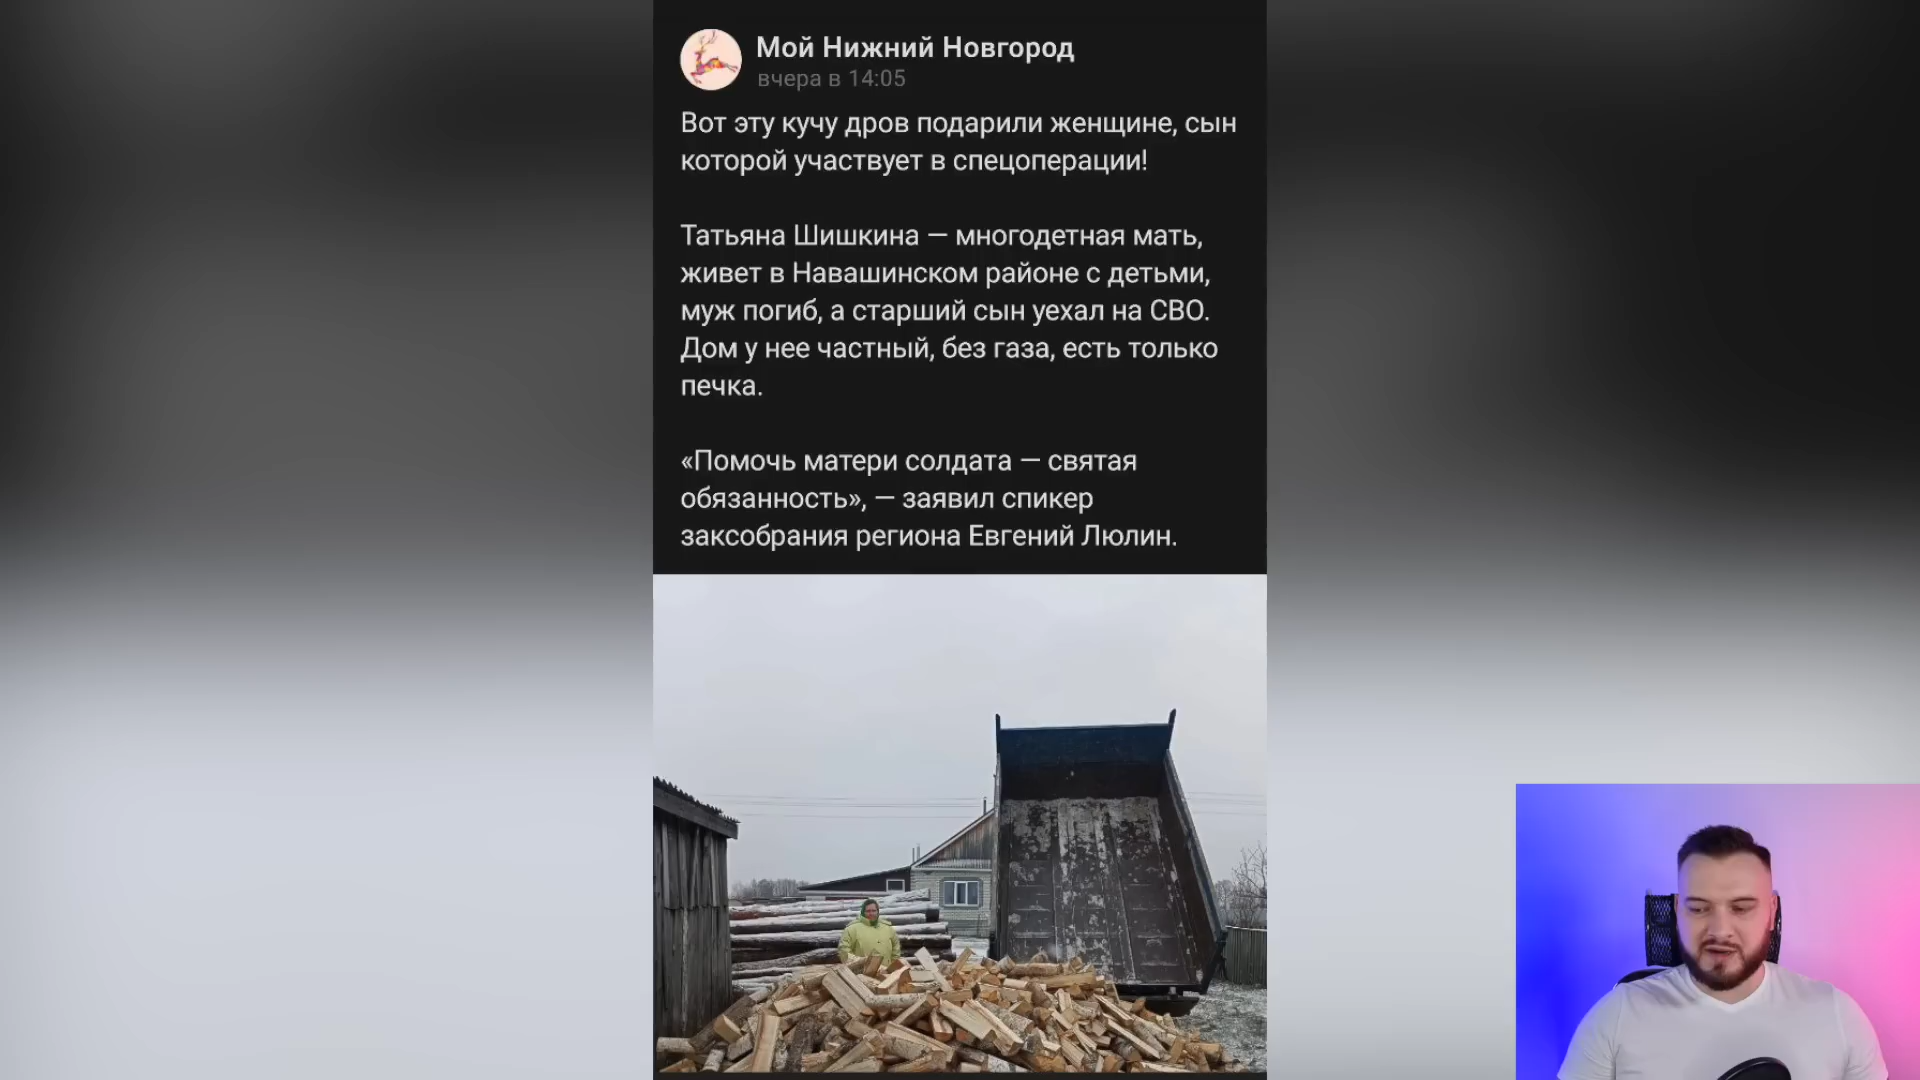 Мой Нижний Новгород
вчера в 14:05
Вот эту кучу дров подарили женщине, сын
которой участвует в спецоперации!
Татьяна Шишкина — многодетная мать,
живет в Навашинском районе с детьми,
муж погиб, а старший сын уехал на СВО.
Дом у нее частный, без газа, есть только
печка.
«Помочь матери солдата — святая
обязанность», — заявил спикер
заксобрания региона Евгений Люлин.